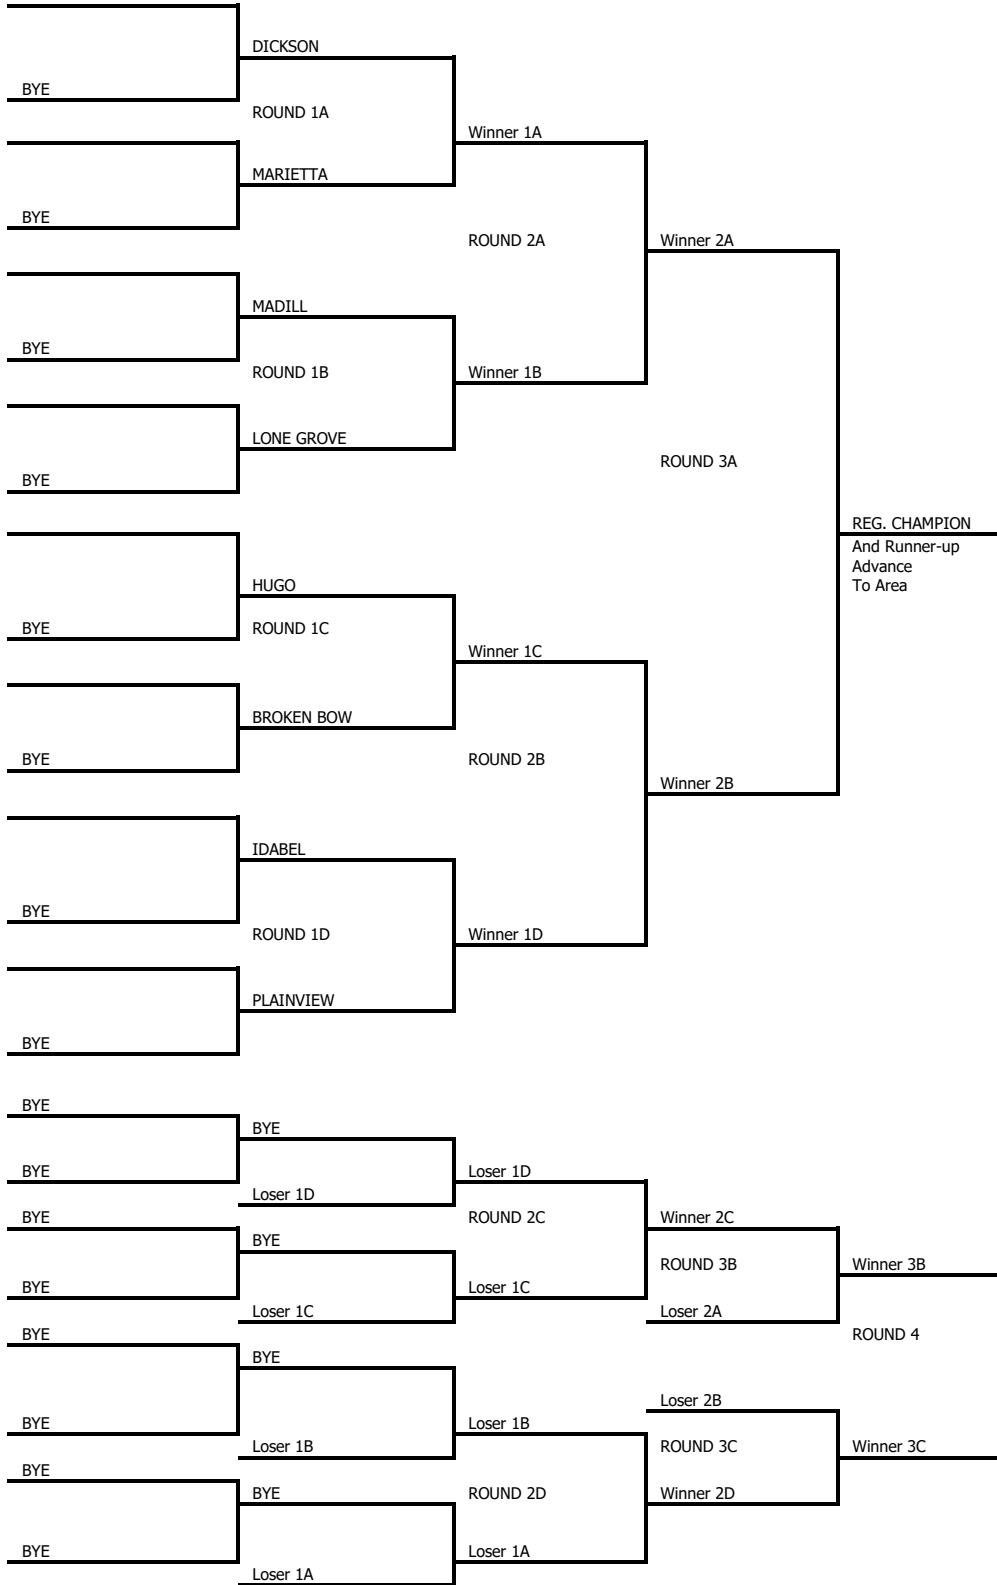 DICKSON
BYE
ROUND 1A
Winner 1A
MARIETTA
BYE
ROUND 2A
Winner 2A
MADILL
BYE
ROUND 1B
Winner 1B
LONE GROVE
ROUND 3A
BYE
REG. CHAMPION
And Runner-up
Advance
To Area
HUGO
BYE
ROUND 1C
Winner 1C
BROKEN BOW
BYE
ROUND 2B
Winner 2B
IDABEL
BYE
ROUND 1D
Winner 1D
PLAINVIEW
BYE
BYE
BYE
BYE
Loser 1D
Loser 1D
BYE
ROUND 2C
Winner 2C
BYE
ROUND 3B
Winner 3B
BYE
Loser 1C
Loser 1C
Loser 2A
BYE
ROUND 4
BYE
Loser 2B
BYE
Loser 1B
Loser 1B
ROUND 3C
Winner 3C
BYE
BYE
ROUND 2D
Winner 2D
BYE
Loser 1A
Loser 1A